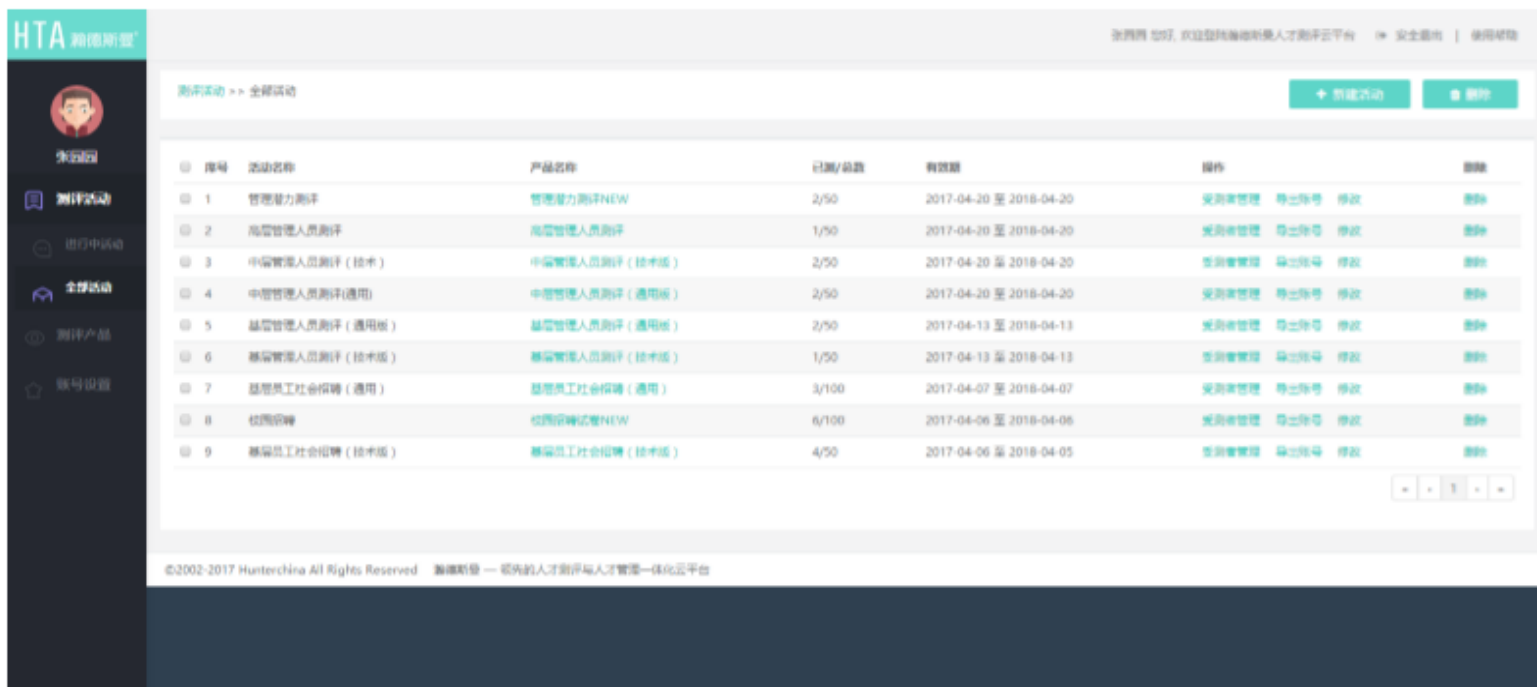 HTA 瀚德斯曼
您好, 欢迎登陆瀚德斯曼人才测评云平台 安全退出 | 使用帮助
测评活动 >> 全部活动
+ 新建活动 删除
测评活动
进行中活动
全部活动
测评产品
账号设置
序号 活动名称 产品名称 已测/总数 有效期 操作 删除
1 管理潜力测评 管理潜力测评NEW 2/50 2017-04-20 至 2018-04-20 受测者管理 导出账号 修改 删除
2 高层管理人员测评 高层管理人员测评 1/50 2017-04-20 至 2018-04-20 受测者管理 导出账号 修改 删除
3 中层管理人员测评 ( 技术 ) 中层管理人员测评 ( 技术版 ) 2/50 2017-04-20 至 2018-04-20 受测者管理 导出账号 修改 删除
4 中层管理人员测评(通用) 中层管理人员测评 ( 通用版 ) 2/50 2017-04-20 至 2018-04-20 受测者管理 导出账号 修改 删除
5 基层管理人员测评 ( 通用版 ) 基层管理人员测评 ( 通用版 ) 2/50 2017-04-13 至 2018-04-13 受测者管理 导出账号 修改 删除
6 基层管理人员测评 ( 技术版 ) 基层管理人员测评 ( 技术版 ) 1/50 2017-04-13 至 2018-04-13 受测者管理 导出账号 修改 删除
7 基层员工社会招聘 ( 通用 ) 基层员工社会招聘 ( 通用 ) 3/100 2017-04-07 至 2018-04-07 受测者管理 导出账号 修改 删除
8 校园招聘 校园招聘试卷NEW 6/100 2017-04-06 至 2018-04-06 受测者管理 导出账号 修改 删除
9 基层员工社会招聘 ( 技术版 ) 基层员工社会招聘 ( 技术版 ) 4/50 2017-04-06 至 2018-04-05 受测者管理 导出账号 修改 删除
« ‹ 1 › »
©2002-2017 Hunterchina All Rights Reserved 瀚德斯曼 — 领先的人才测评与人才管理一体化云平台